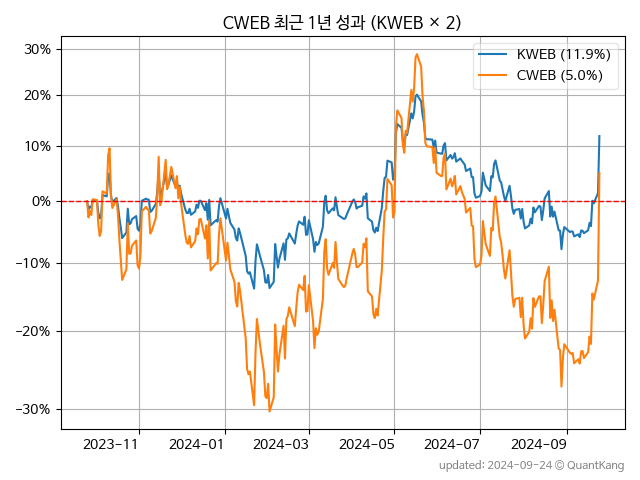 CWEB 최근 1년 성과 (KWEB × 2)
KWEB (11.9%)
CWEB (5.0%)
30%
20%
10%
0%
−10%
−20%
−30%
2023-11 2024-01 2024-03 2024-05 2024-07 2024-09
updated: 2024-09-24 © QuantKang